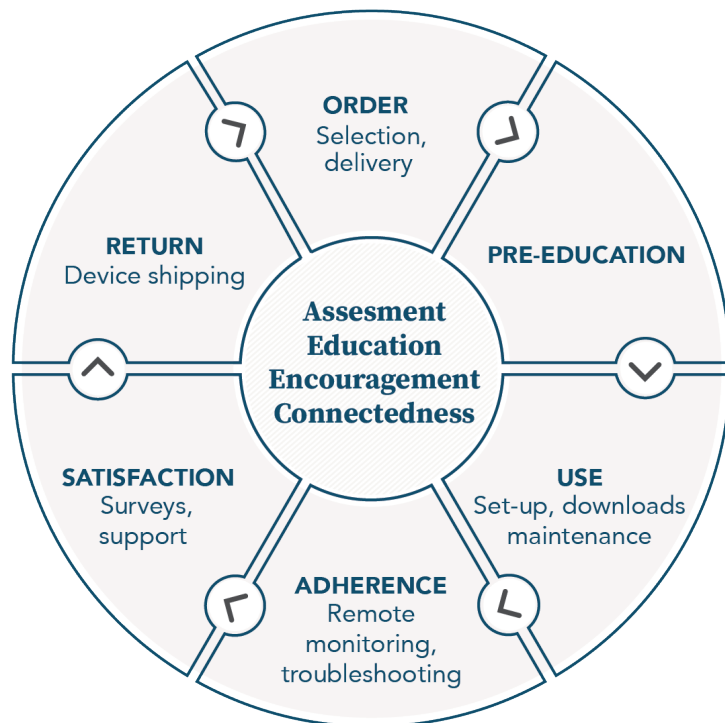 ORDER
Selection,
delivery
PRE-EDUCATION
RETURN
Device shipping
Assesment
Education
Encouragement
Connectedness
USE
Set-up, downloads
maintenance
SATISFACTION
Surveys,
support
ADHERENCE
Remote
monitoring,
troubleshooting